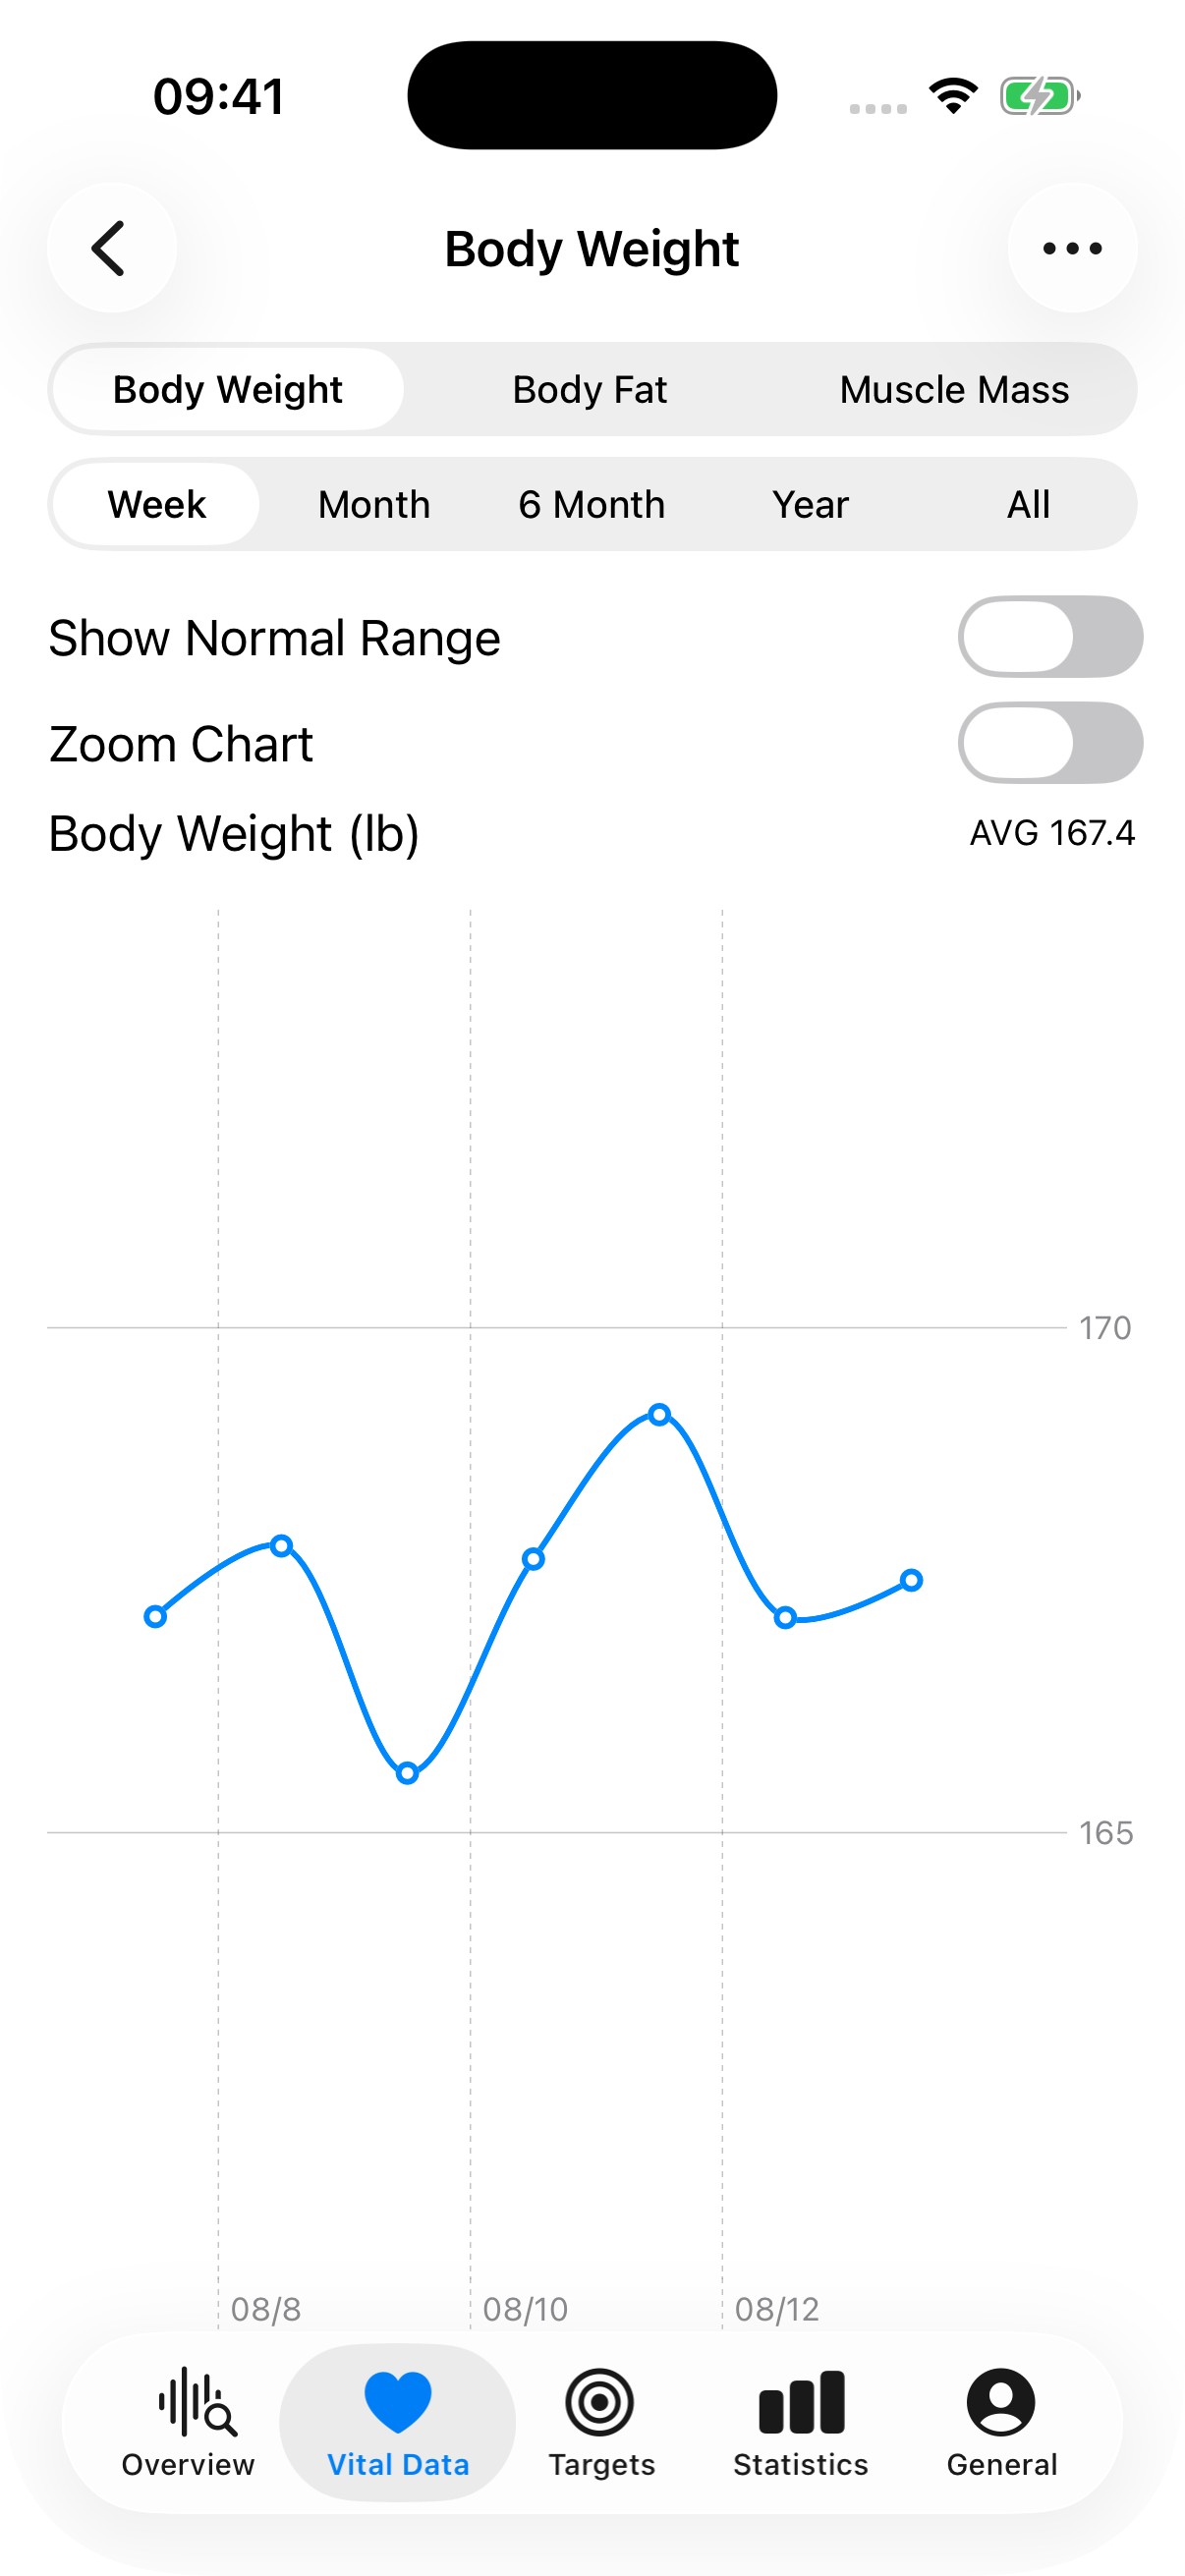 09:41
Body Weight
Body Weight Body Fat Muscle Mass
Week Month 6 Month Year All
Show Normal Range
Zoom Chart
Body Weight (lb) AVG 167.4
170
165
08/8 08/10 08/12
Overview Vital Data Targets Statistics General